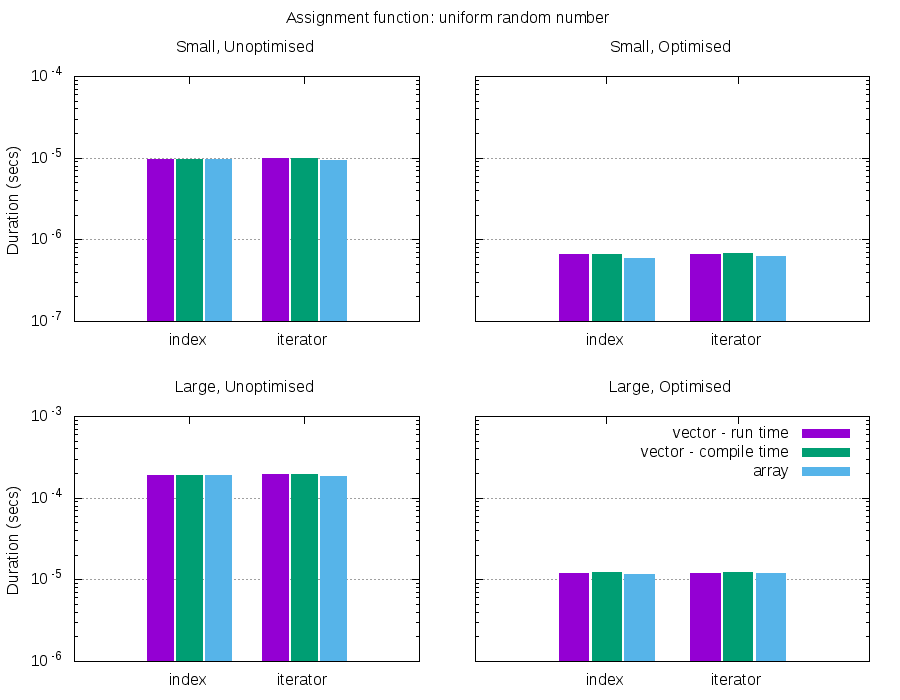 Assignment function: uniform random number
Small, Unoptimised
Small, Optimised
Duration (secs)
10^-4
10^-5
10^-6
10^-7
index iterator
index iterator
Large, Unoptimised
Large, Optimised
Duration (secs)
10^-3
10^-4
10^-5
10^-6
vector - run time
vector - compile time
array
index iterator
index iterator